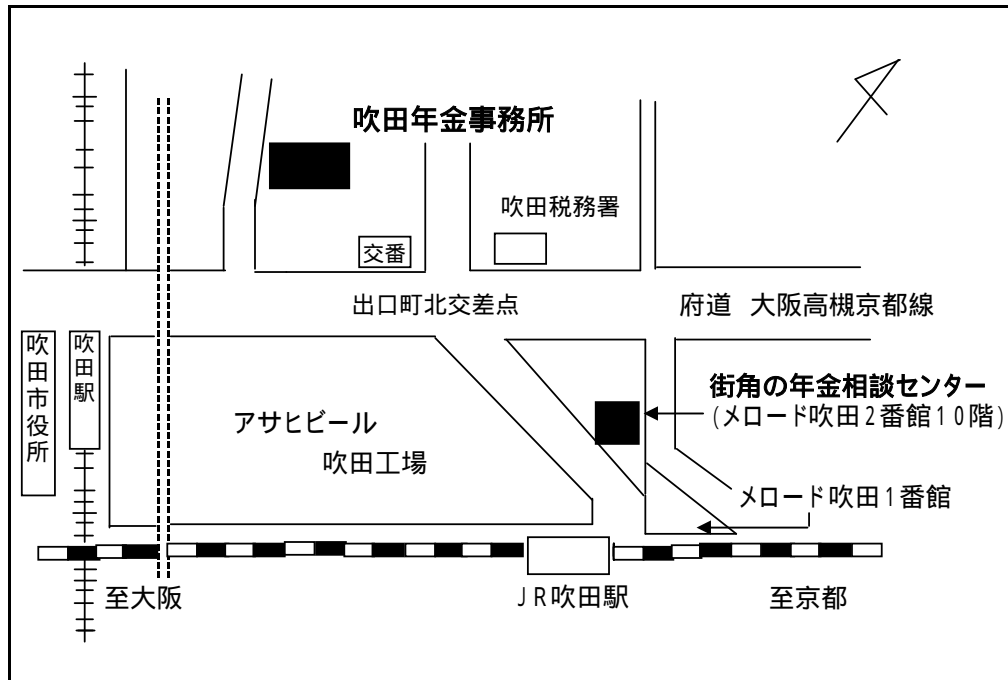 吹田年金事務所
吹田税務署
交番
出口町北交差点
府道 大阪高槻京都線
吹田市役所
吹田駅
アサヒビール
吹田工場
街角の年金相談センター
(メロード吹田2番館10階)
メロード吹田1番館
至大阪
JR吹田駅
至京都